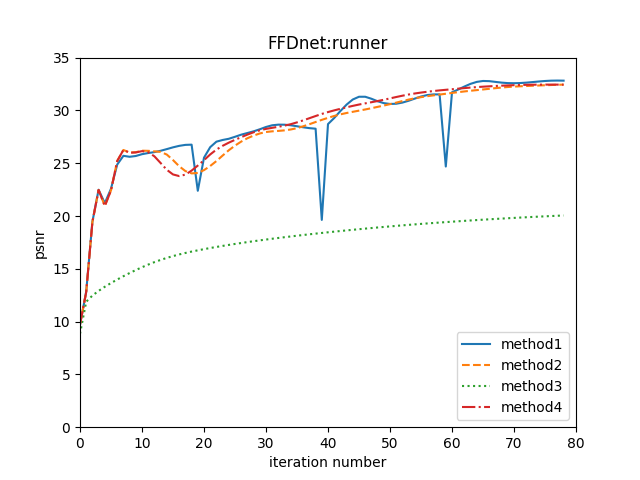 FFDnet:runner
psnr
35
30
25
20
15
10
5
0
0 10 20 30 40 50 60 70 80
iteration number
method1
method2
method3
method4